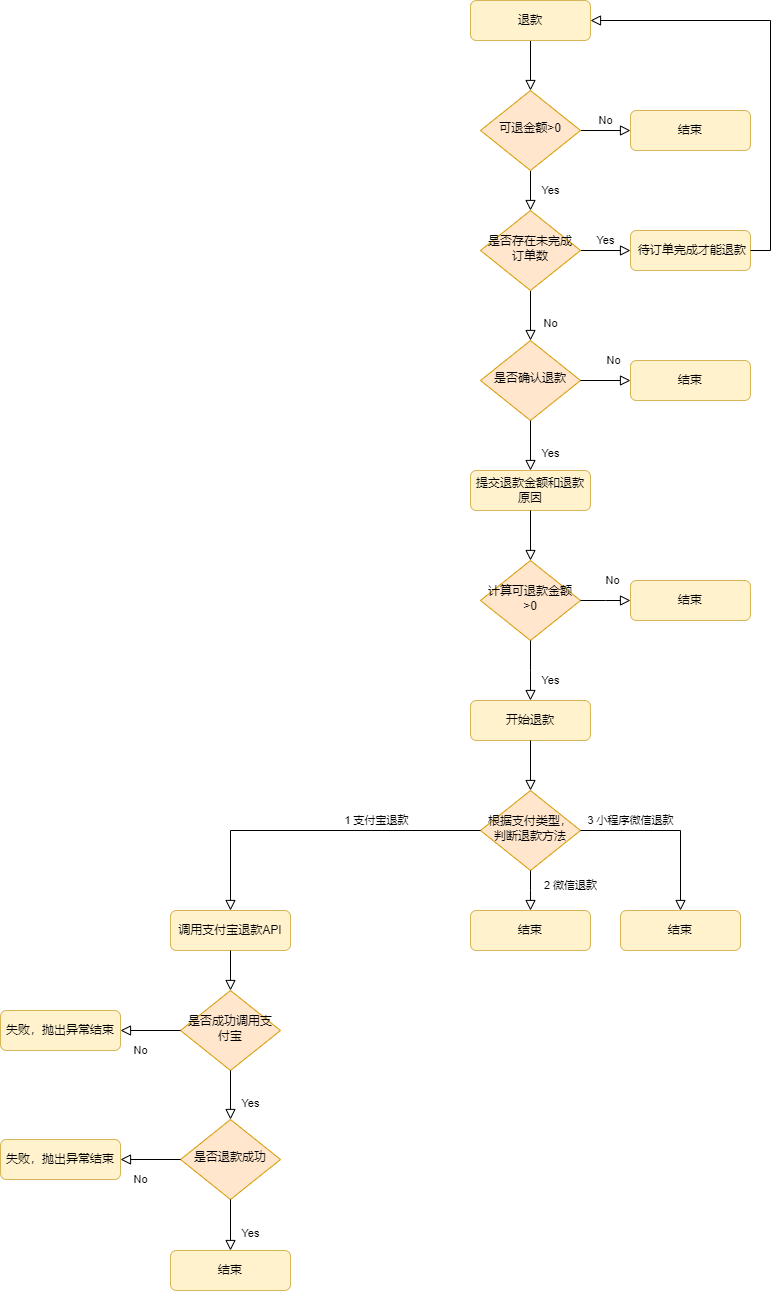 退款
可退金额>0
No
结束
Yes
是否存在未完成
订单数
Yes
待订单完成才能退款
No
是否确认退款
No
结束
Yes
提交退款金额和退款
原因
计算可退款金额
>0
No
结束
Yes
开始退款
根据支付类型，
判断退款方法
1 支付宝退款
3 小程序微信退款
2 微信退款
调用支付宝退款API
结束
结束
是否成功调用支
付宝
失败，抛出异常结束
No
Yes
是否退款成功
失败，抛出异常结束
No
Yes
结束